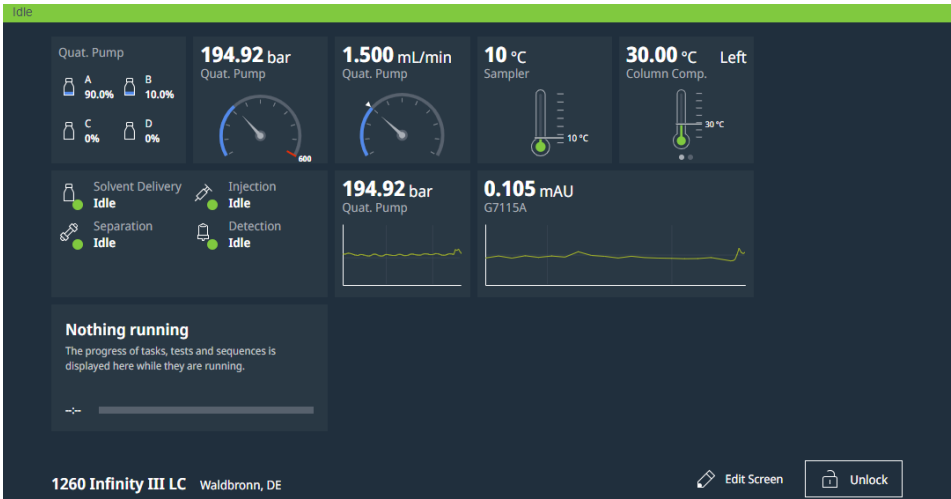 Idle
Quat. Pump
A
90.0%
B
10.0%
C
0%
D
0%
194.92 bar
Quat. Pump
600
1.500 mL/min
Quat. Pump
10 °C
Sampler
10 °C
30.00 °C Left
Column Comp.
30 °C
Solvent Delivery
Idle
Injection
Idle
Separation
Idle
Detection
Idle
194.92 bar
Quat. Pump
0.105 mAU
G7115A
Nothing running
The progress of tasks, tests and sequences is
displayed here while they are running.
--:--
1260 Infinity III LC Waldbronn, DE
Edit Screen
Unlock